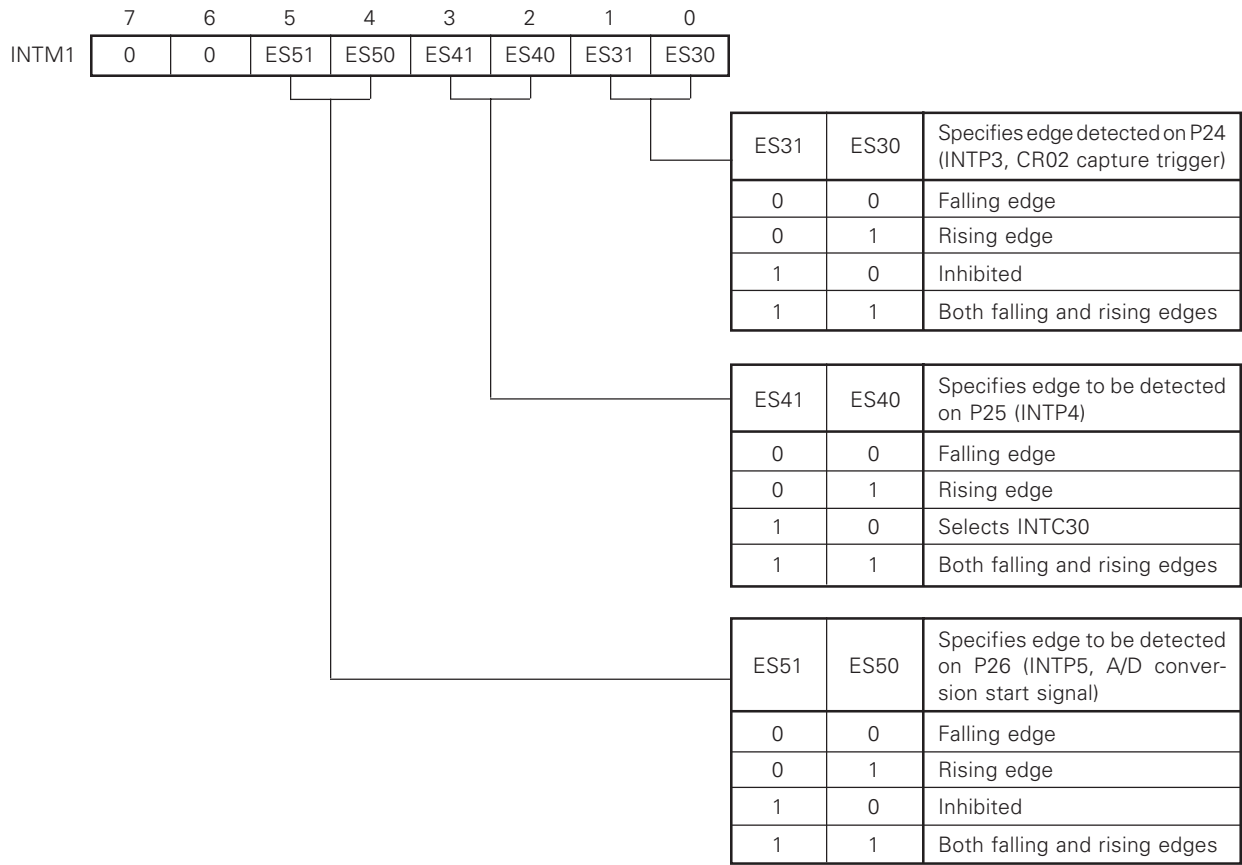 7 6 5 4 3 2 1 0
INTM1 0 0 ES51 ES50 ES41 ES40 ES31 ES30
ES31 ES30 Specifies edge detected on P24
(INTP3, CR02 capture trigger)
0 0 Falling edge
0 1 Rising edge
1 0 Inhibited
1 1 Both falling and rising edges
ES41 ES40 Specifies edge to be detected
on P25 (INTP4)
0 0 Falling edge
0 1 Rising edge
1 0 Selects INTC30
1 1 Both falling and rising edges
ES51 ES50 Specifies edge to be detected
on P26 (INTP5, A/D conver-
sion start signal)
0 0 Falling edge
0 1 Rising edge
1 0 Inhibited
1 1 Both falling and rising edges